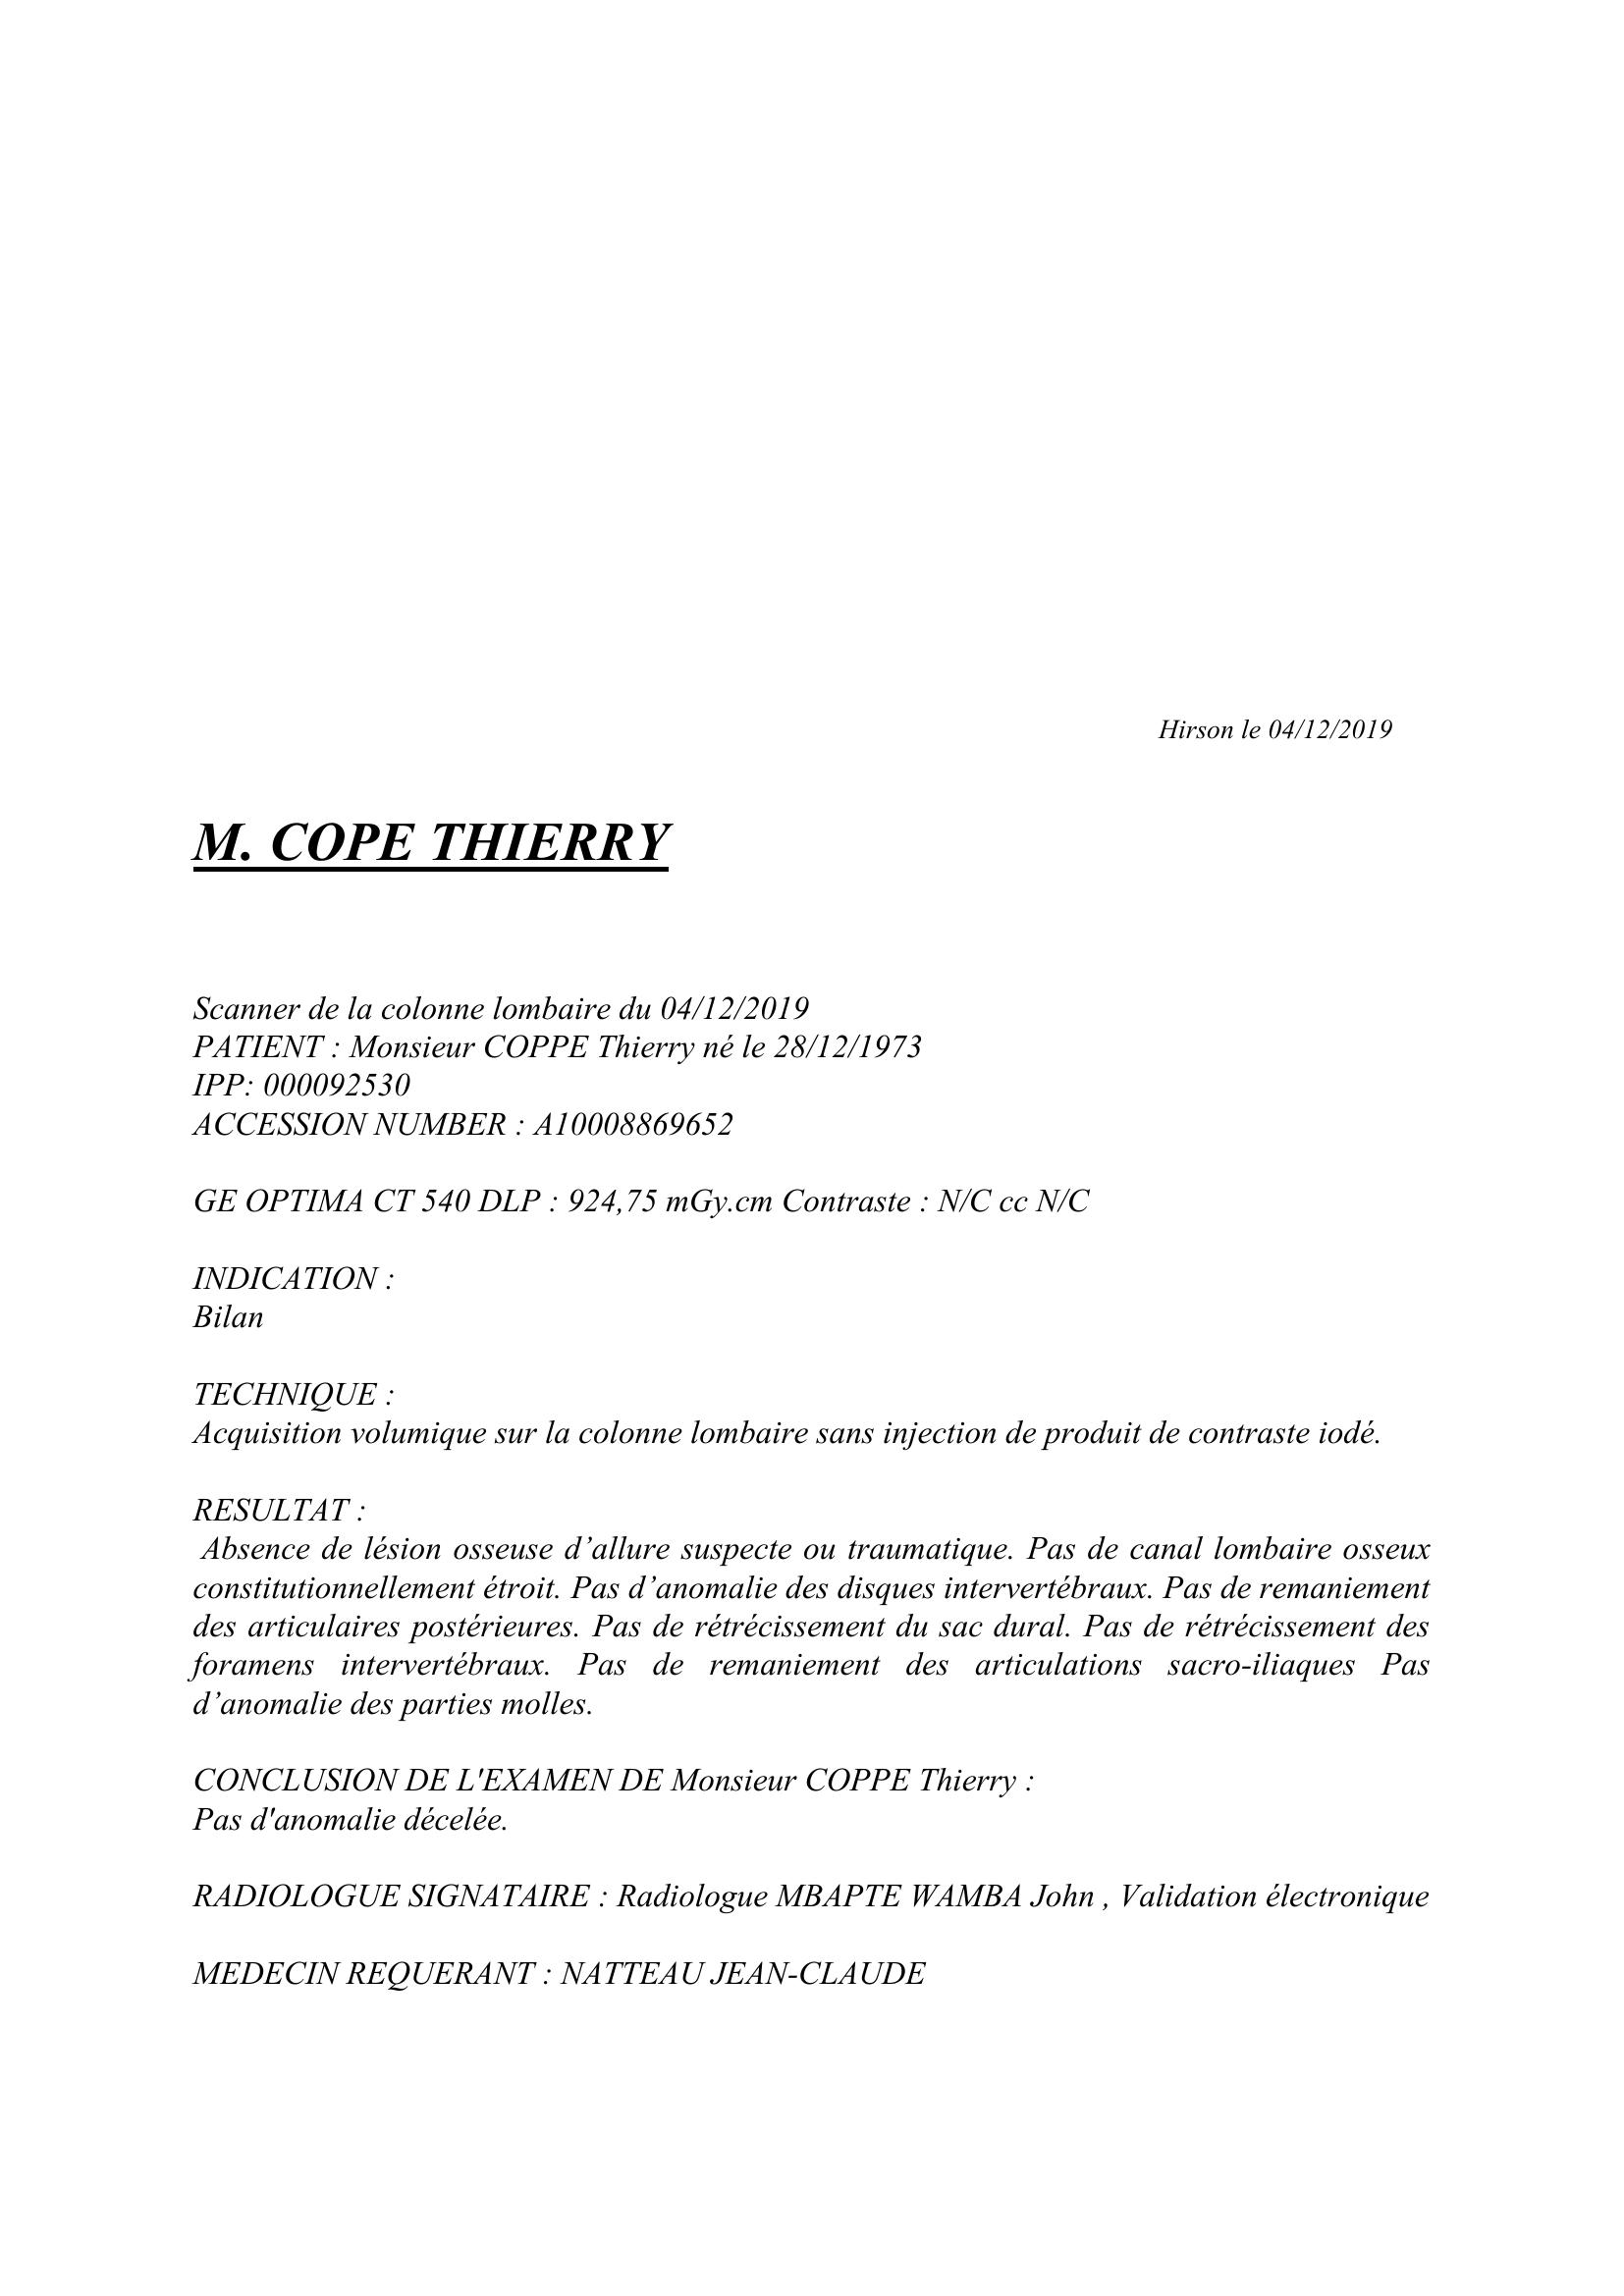 Hirson le 04/12/2019
M. COPE THIERRY
Scanner de la colonne lombaire du 04/12/2019
PATIENT : Monsieur COPPE Thierry né le 28/12/1973
IPP: 000092530
ACCESSION NUMBER : A10008869652
GE OPTIMA CT 540 DLP : 924,75 mGy.cm Contraste : N/C cc N/C
INDICATION :
Bilan
TECHNIQUE :
Acquisition volumique sur la colonne lombaire sans injection de produit de contraste iodé.
RESULTAT :
Absence de lésion osseuse d’allure suspecte ou traumatique. Pas de canal lombaire osseux
constitutionnellement étroit. Pas d’anomalie des disques intervertébraux. Pas de remaniement
des articulaires postérieures. Pas de rétrécissement du sac dural. Pas de rétrécissement des
foramens intervertébraux. Pas de remaniement des articulations sacro-iliaques Pas
d’anomalie des parties molles.
CONCLUSION DE L'EXAMEN DE Monsieur COPPE Thierry :
Pas d'anomalie décelée.
RADIOLOGUE SIGNATAIRE : Radiologue MBAPTE WAMBA John , Validation électronique
MEDECIN REQUERANT : NATTEAU JEAN-CLAUDE